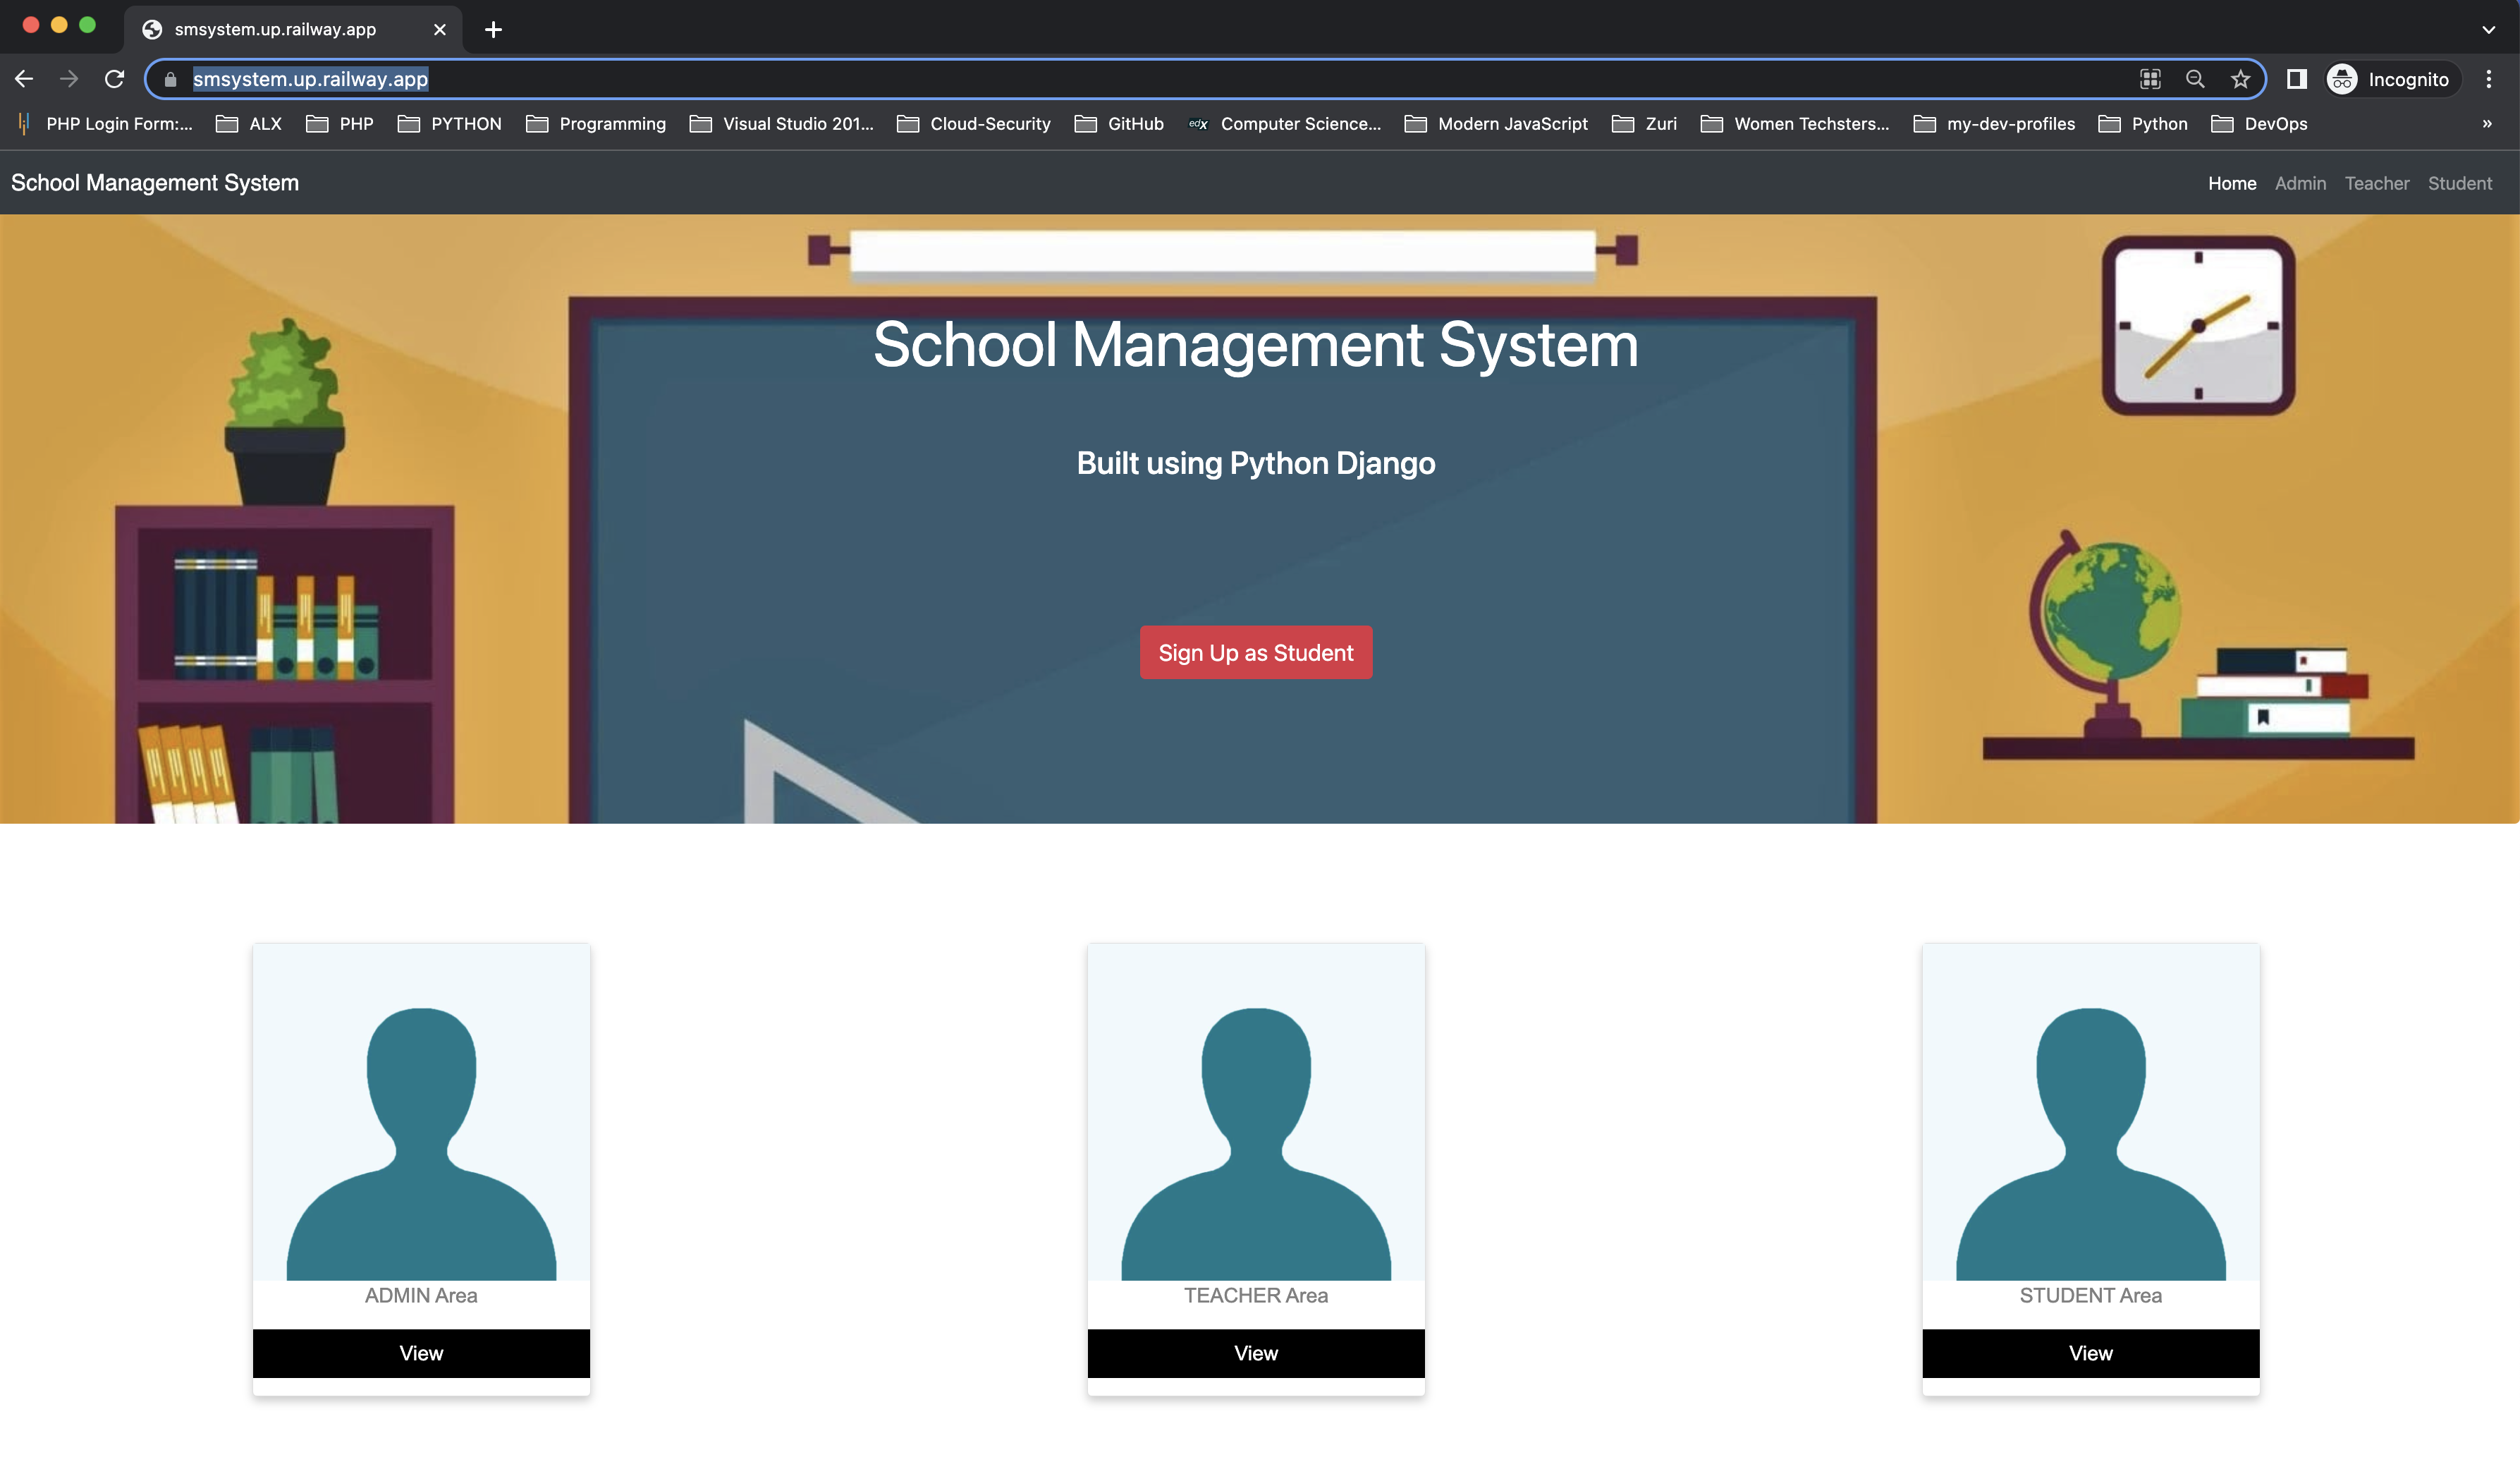 smsystem.up.railway.app
smsystem.up.railway.app
Incognito
PHP Login Form:... ALX PHP PYTHON Programming Visual Studio 201... Cloud-Security GitHub edX Computer Science... Modern JavaScript Zuri Women Techsters... my-dev-profiles Python DevOps »
School Management System
Home Admin Teacher Student
School Management System
Built using Python Django
Sign Up as Student
ADMIN Area
View
TEACHER Area
View
STUDENT Area
View